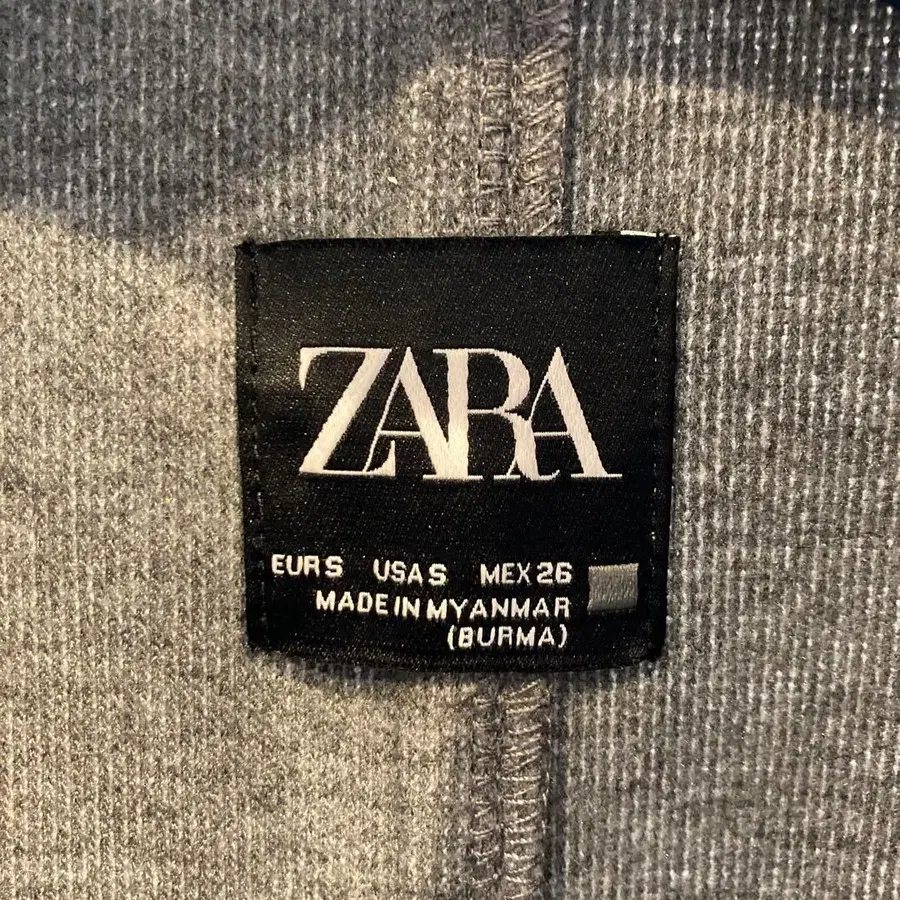 ZARA
EUR S USA S MEX 26
MADE IN MYANMAR
(BURMA)